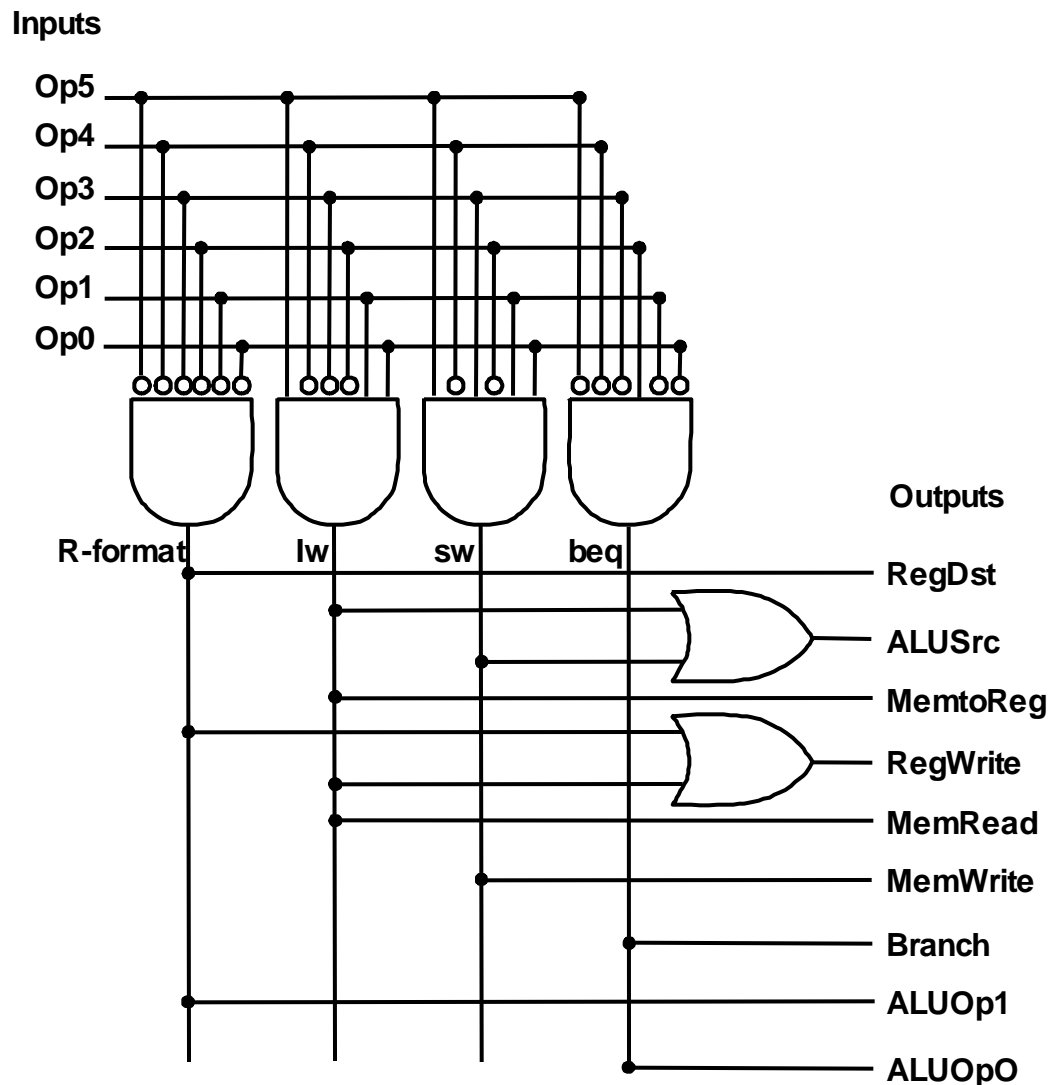 Inputs
Op5
Op4
Op3
Op2
Op1
Op0
Outputs
R-format
lw
sw
beq
RegDst
ALUSrc
MemtoReg
RegWrite
MemRead
MemWrite
Branch
ALUOp1
ALUOpO